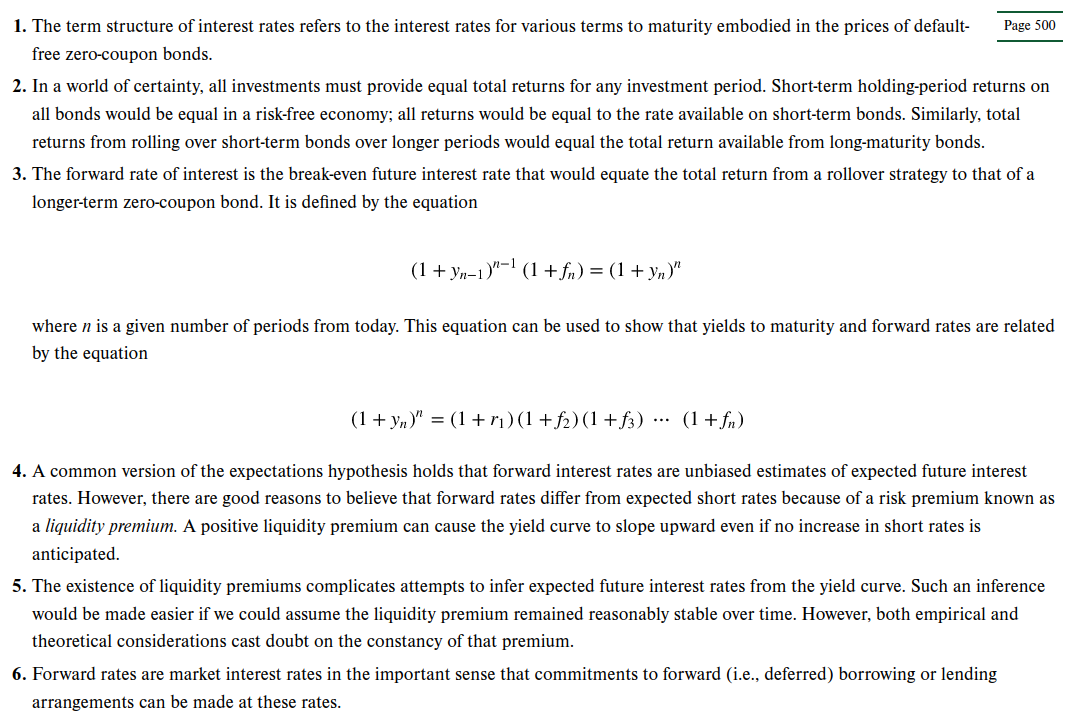 1. The term structure of interest rates refers to the interest rates for various terms to maturity embodied in the prices of default-
Page 500
free zero-coupon bonds.
2. In a world of certainty, all investments must provide equal total returns for any investment period. Short-term holding-period returns on
all bonds would be equal in a risk-free economy; all returns would be equal to the rate available on short-term bonds. Similarly, total
returns from rolling over short-term bonds over longer periods would equal the total return available from long-maturity bonds.
3. The forward rate of interest is the break-even future interest rate that would equate the total return from a rollover strategy to that of a
longer-term zero-coupon bond. It is defined by the equation
(1 + yₙ₋₁)ⁿ⁻¹ (1 + fₙ) = (1 + yₙ)ⁿ
where n is a given number of periods from today. This equation can be used to show that yields to maturity and forward rates are related
by the equation
(1 + yₙ)ⁿ = (1 + r₁)(1 + f₂)(1 + f₃) ⋯ (1 + fₙ)
4. A common version of the expectations hypothesis holds that forward interest rates are unbiased estimates of expected future interest
rates. However, there are good reasons to believe that forward rates differ from expected short rates because of a risk premium known as
a liquidity premium. A positive liquidity premium can cause the yield curve to slope upward even if no increase in short rates is
anticipated.
5. The existence of liquidity premiums complicates attempts to infer expected future interest rates from the yield curve. Such an inference
would be made easier if we could assume the liquidity premium remained reasonably stable over time. However, both empirical and
theoretical considerations cast doubt on the constancy of that premium.
6. Forward rates are market interest rates in the important sense that commitments to forward (i.e., deferred) borrowing or lending
arrangements can be made at these rates.